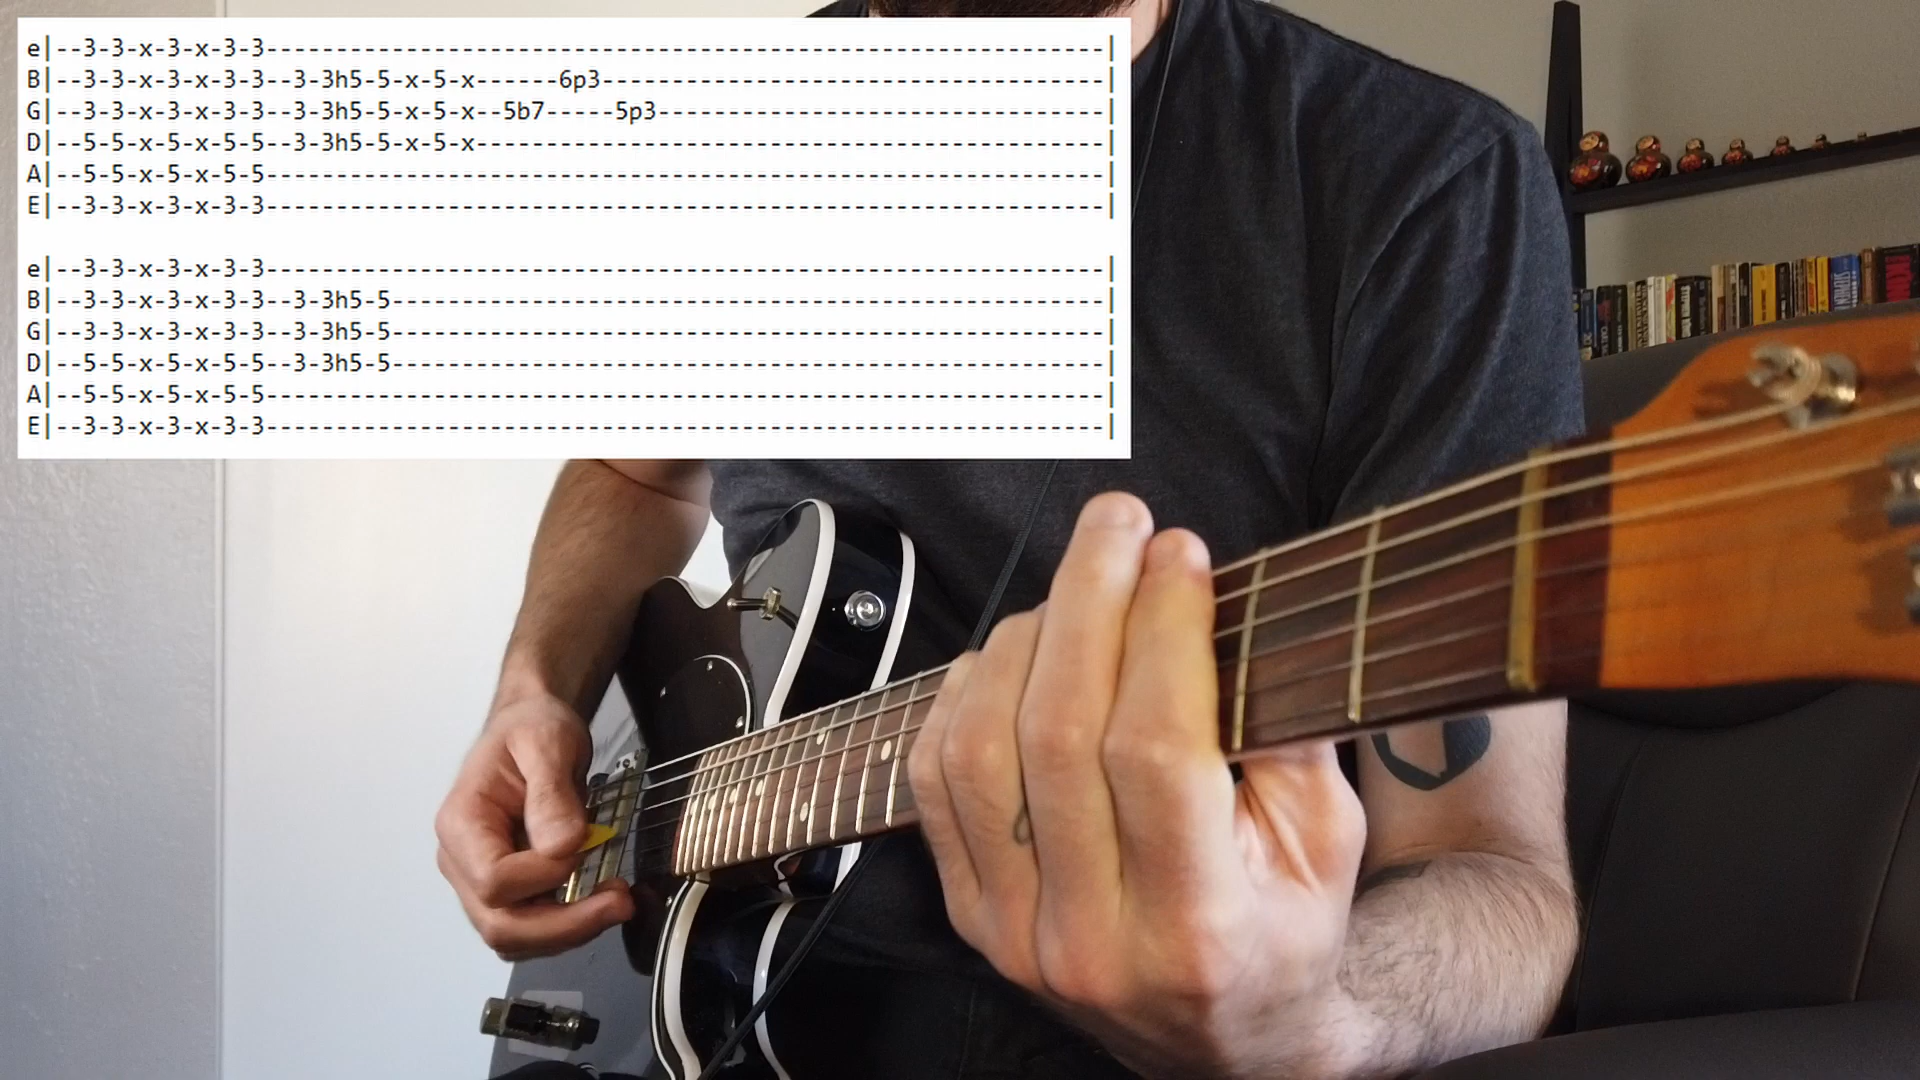 e|--3-3-x-3-x-3-3------------------------------------------------------------|
B|--3-3-x-3-x-3-3--3-3h5-5-x-5-x------6p3------------------------------------|
G|--3-3-x-3-x-3-3--3-3h5-5-x-5-x--5b7-----5p3--------------------------------|
D|--5-5-x-5-x-5-5--3-3h5-5-x-5-x---------------------------------------------|
A|--5-5-x-5-x-5-5------------------------------------------------------------|
E|--3-3-x-3-x-3-3------------------------------------------------------------|
e|--3-3-x-3-x-3-3------------------------------------------------------------|
B|--3-3-x-3-x-3-3--3-3h5-5---------------------------------------------------|
G|--3-3-x-3-x-3-3--3-3h5-5---------------------------------------------------|
D|--5-5-x-5-x-5-5--3-3h5-5---------------------------------------------------|
A|--5-5-x-5-x-5-5------------------------------------------------------------|
E|--3-3-x-3-x-3-3------------------------------------------------------------|